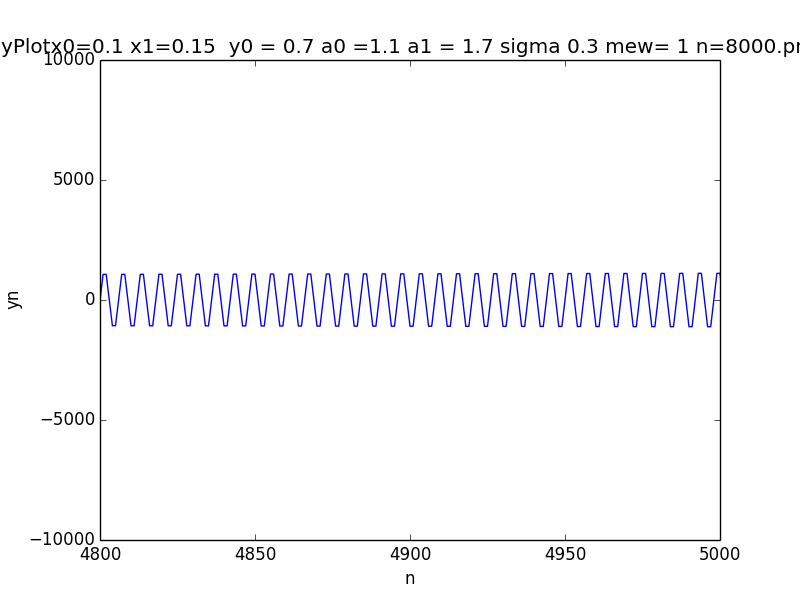 yPlotx0=0.1 x1=0.15  y0 = 0.7 a0 =1.1 a1 = 1.7 sigma 0.3 mew= 1 n=8000.pn
10000
5000
0
−5000
−10000
yn
4800 4850 4900 4950 5000
n